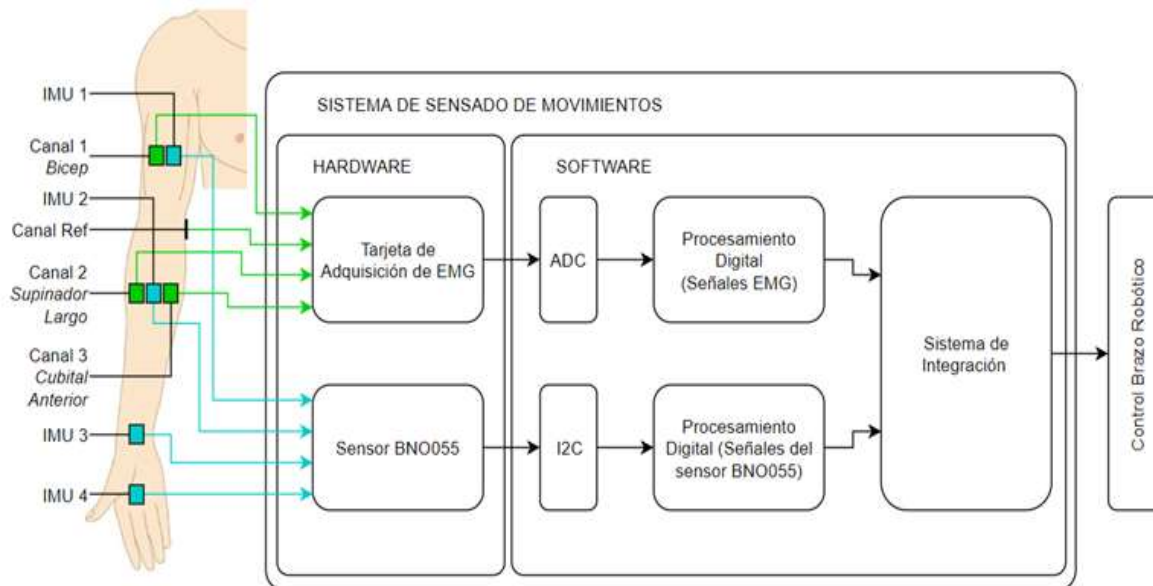 IMU 1
Canal 1
Bicep
IMU 2
Canal Ref
Canal 2
Supinador
Largo
Canal 3
Cubital
Anterior
IMU 3
IMU 4
SISTEMA DE SENSADO DE MOVIMIENTOS
HARDWARE
Tarjeta de
Adquisición de EMG
Sensor BNO055
SOFTWARE
ADC
Procesamiento
Digital
(Señales EMG)
I2C
Procesamiento
Digital (Señales del
sensor BNO055)
Sistema de
Integración
Control Brazo Robótico